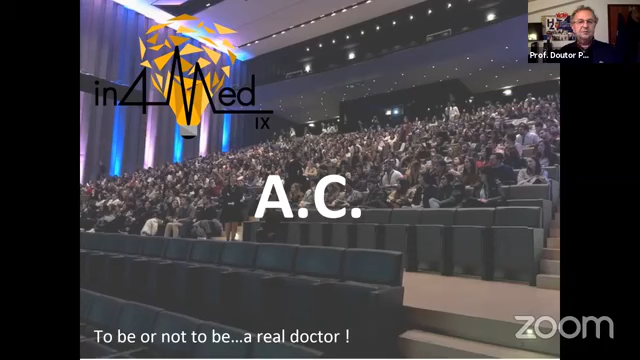 in4Med
IX
Prof. Doutor P...
A.C.
To be or not to be...a real doctor !
zoom